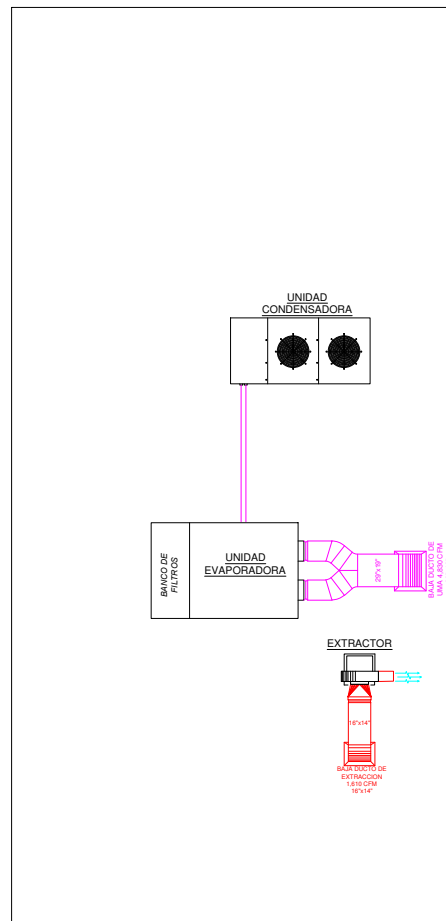 UNIDAD
CONDENSADORA
BANCO DE
FILTROS
UNIDAD
EVAPORADORA
29"x19"
BAJA DUCTO DE
UMA 4,830 CFM
EXTRACTOR
16"x14"
BAJA DUCTO DE
EXTRACCION
1,610 CFM
16"x14"